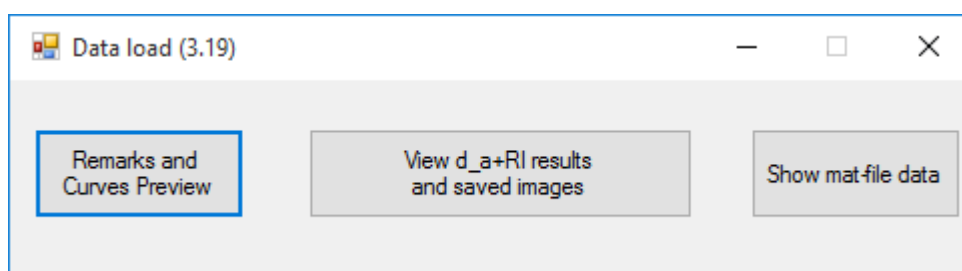 Data load (3.19)
Remarks and
Curves Preview
View d_a+RI results
and saved images
Show mat-file data